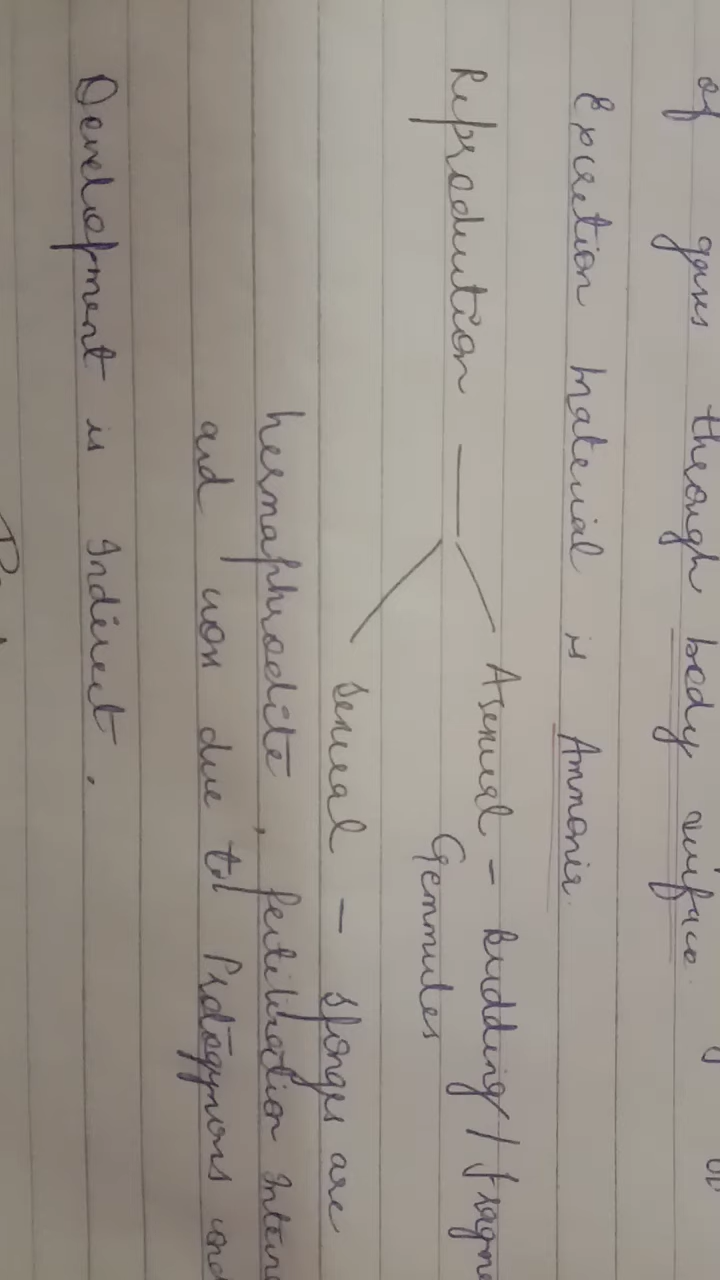 of gases through body surface.
Excretion material is Ammonia.
Reproduction — Asexual - Budding / fragme
Gemmules
Sexual — Sponges are
hermaphrodite, fertilization Intern
and non due to Protogynous cond
Development is Indirect.